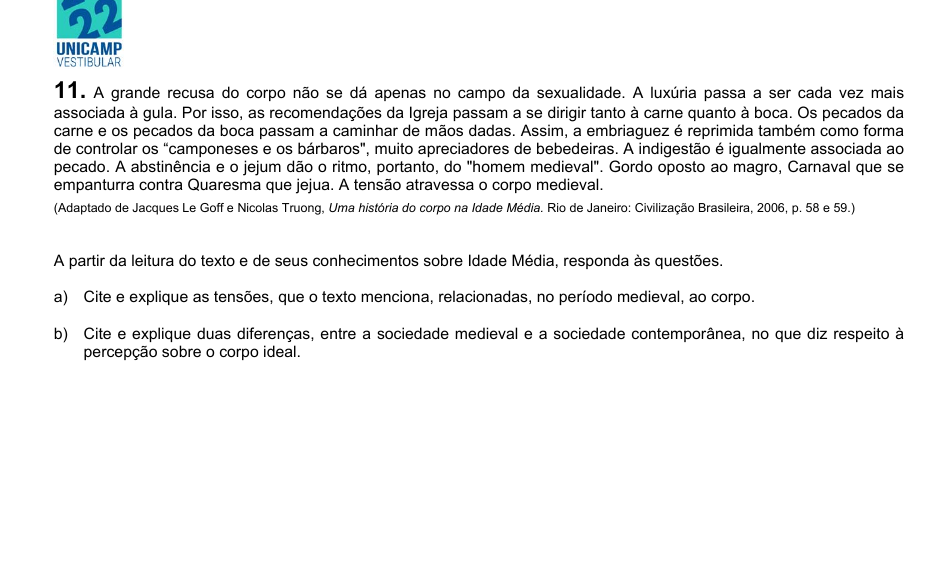 22
UNICAMP
VESTIBULAR
11. A grande recusa do corpo não se dá apenas no campo da sexualidade. A luxúria passa a ser cada vez mais
associada à gula. Por isso, as recomendações da Igreja passam a se dirigir tanto à carne quanto à boca. Os pecados da
carne e os pecados da boca passam a caminhar de mãos dadas. Assim, a embriaguez é reprimida também como forma
de controlar os “camponeses e os bárbaros", muito apreciadores de bebedeiras. A indigestão é igualmente associada ao
pecado. A abstinência e o jejum dão o ritmo, portanto, do "homem medieval". Gordo oposto ao magro, Carnaval que se
empanturra contra Quaresma que jejua. A tensão atravessa o corpo medieval.
(Adaptado de Jacques Le Goff e Nicolas Truong, Uma história do corpo na Idade Média. Rio de Janeiro: Civilização Brasileira, 2006, p. 58 e 59.)
A partir da leitura do texto e de seus conhecimentos sobre Idade Média, responda às questões.
a) Cite e explique as tensões, que o texto menciona, relacionadas, no período medieval, ao corpo.
b) Cite e explique duas diferenças, entre a sociedade medieval e a sociedade contemporânea, no que diz respeito à
percepção sobre o corpo ideal.